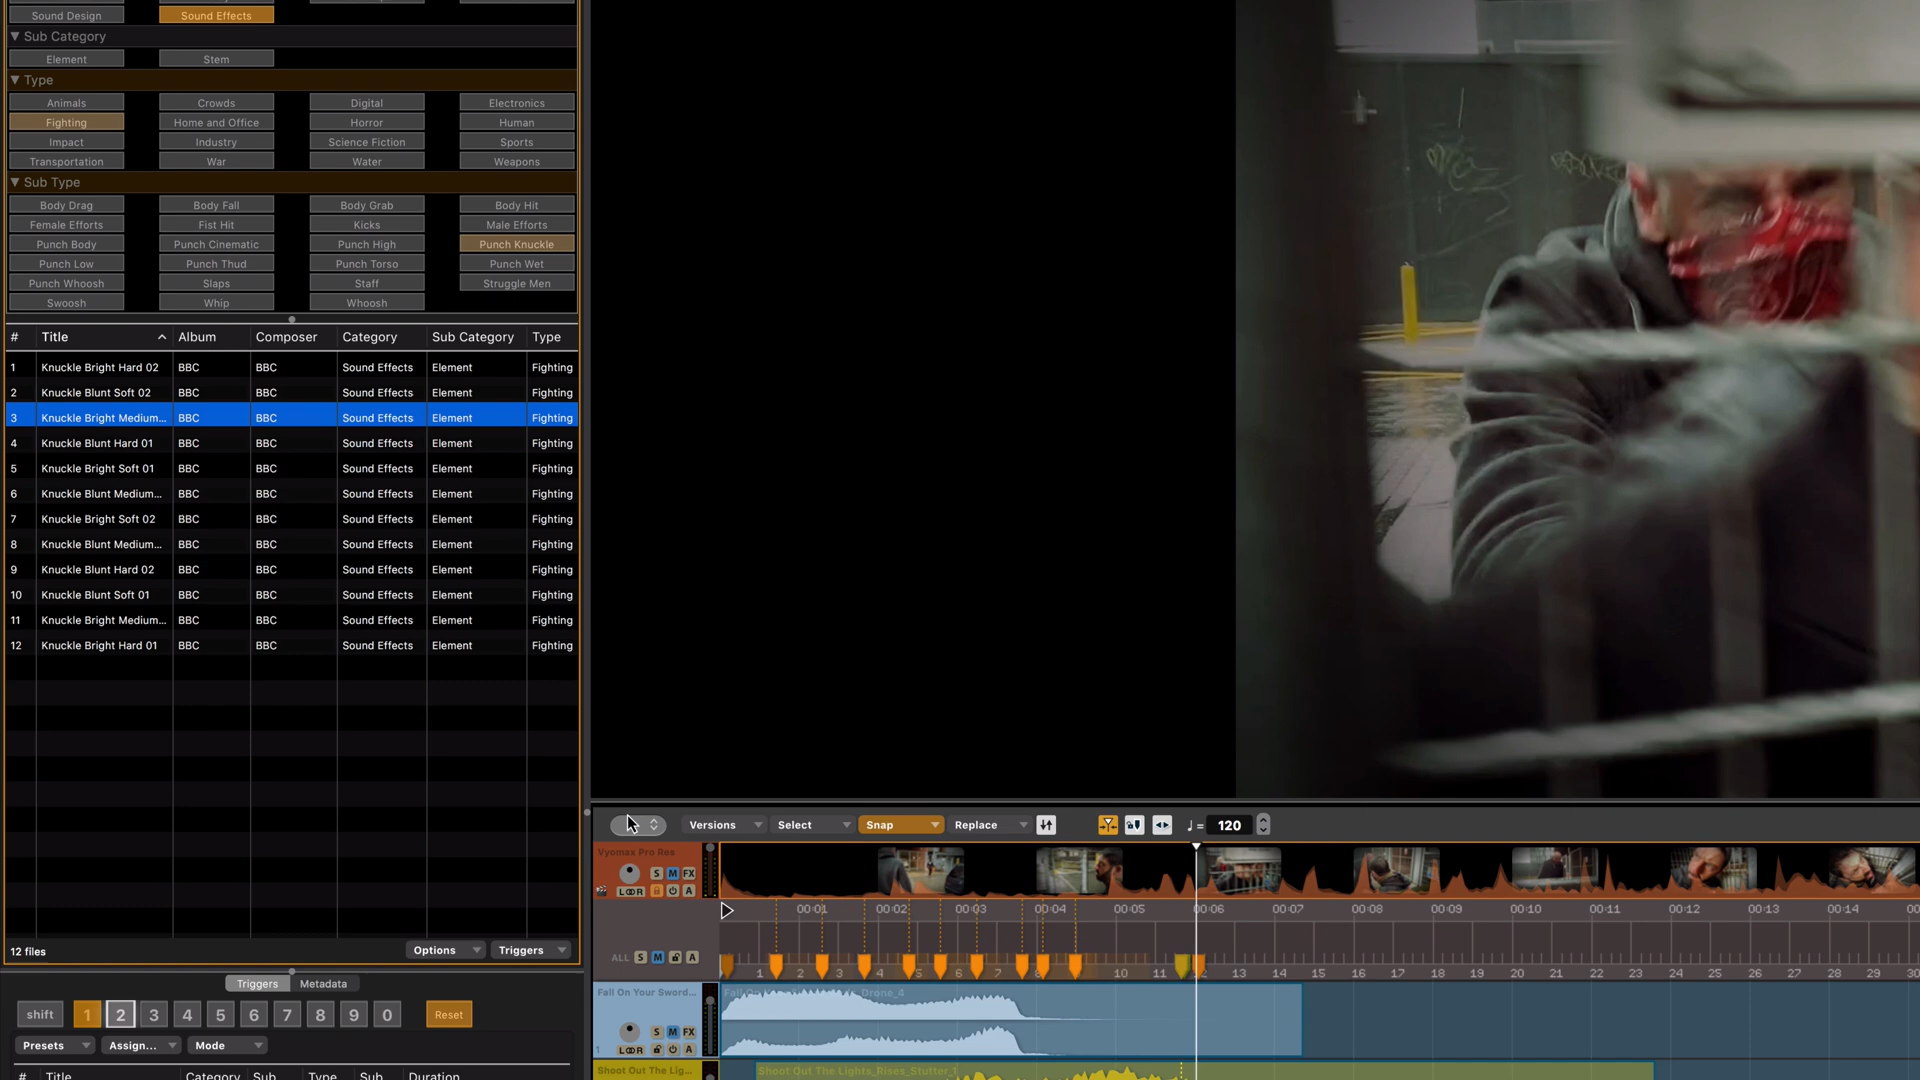 Sound Design Sound Effects
Sub Category
Element Stem
Type
Animals Crowds Digital Electronics
Fighting Home and Office Horror Human
Impact Industry Science Fiction Sports
Transportation War Water Weapons
Sub Type
Body Drag Body Fall Body Grab Body Hit
Female Efforts Fist Hit Kicks Male Efforts
Punch Body Punch Cinematic Punch High Punch Knuckle
Punch Low Punch Thud Punch Torso Punch Wet
Punch Whoosh Slaps Staff Struggle Men
Swoosh Whip Whoosh
# Title Album Composer Category Sub Category Type
1 Knuckle Bright Hard 02 BBC BBC Sound Effects Element Fighting
2 Knuckle Blunt Soft 02 BBC BBC Sound Effects Element Fighting
3 Knuckle Bright Medium... BBC BBC Sound Effects Element Fighting
4 Knuckle Blunt Hard 01 BBC BBC Sound Effects Element Fighting
5 Knuckle Bright Soft 01 BBC BBC Sound Effects Element Fighting
6 Knuckle Blunt Medium... BBC BBC Sound Effects Element Fighting
7 Knuckle Bright Soft 02 BBC BBC Sound Effects Element Fighting
8 Knuckle Blunt Medium... BBC BBC Sound Effects Element Fighting
9 Knuckle Blunt Hard 02 BBC BBC Sound Effects Element Fighting
10 Knuckle Blunt Soft 01 BBC BBC Sound Effects Element Fighting
11 Knuckle Bright Medium... BBC BBC Sound Effects Element Fighting
12 Knuckle Bright Hard 01 BBC BBC Sound Effects Element Fighting
12 files Options Triggers
Triggers Metadata
shift 1 2 3 4 5 6 7 8 9 0 Reset
Presets Assign... Mode
# Title Category Sub Type Sub Duration
Versions Select Snap Replace = 120
Vyomax Pro Res
S M FX
L R A
00:01 00:02 00:03 00:04 00:05 00:06 00:07 00:08 00:09 00:10 00:11 00:12 00:13 00:14
ALL S M A
1 2 3 4 5 6 7 8 10 11 12 13 14 15 16 17 18 19 20 21 22 23 24 25 26 27 28 29
Fall On Your Sword... Fall On Your Sword Drone_4
S M FX
1 L R A
Shoot Out The Lig... Shoot Out The Lights_Rises_Stutter_1